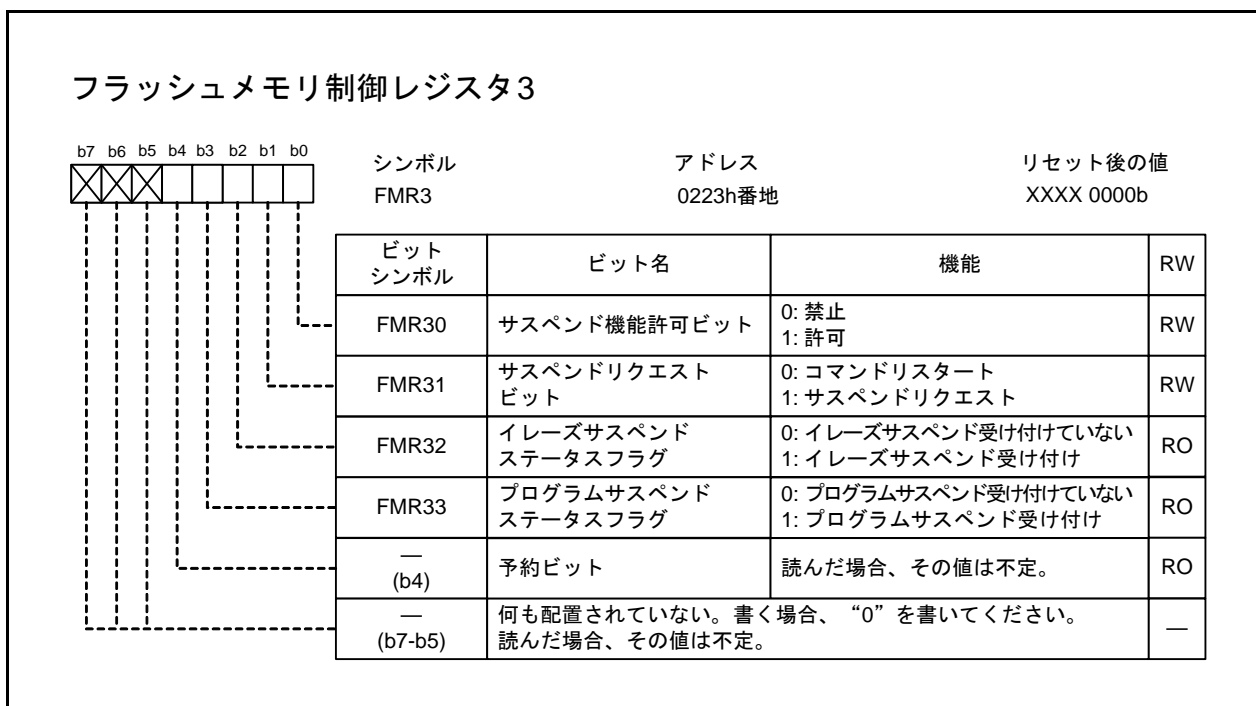 フラッシュメモリ制御レジスタ3
b7 b6 b5 b4 b3 b2 b1 b0
シンボル アドレス リセット後の値
FMR3 0223h番地 XXXX 0000b
ビット
シンボル ビット名 機能 RW
FMR30 サスペンド機能許可ビット 0: 禁止
1: 許可 RW
FMR31 サスペンドリクエスト
ビット 0: コマンドリスタート
1: サスペンドリクエスト RW
FMR32 イレーズサスペンド
ステータスフラグ 0: イレーズサスペンド受け付けていない
1: イレーズサスペンド受け付け RO
FMR33 プログラムサスペンド
ステータスフラグ 0: プログラムサスペンド受け付けていない
1: プログラムサスペンド受け付け RO
—
(b4) 予約ビット 読んだ場合、その値は不定。 RO
—
(b7-b5) 何も配置されていない。書く場合、“0”を書いてください。
読んだ場合、その値は不定。 —